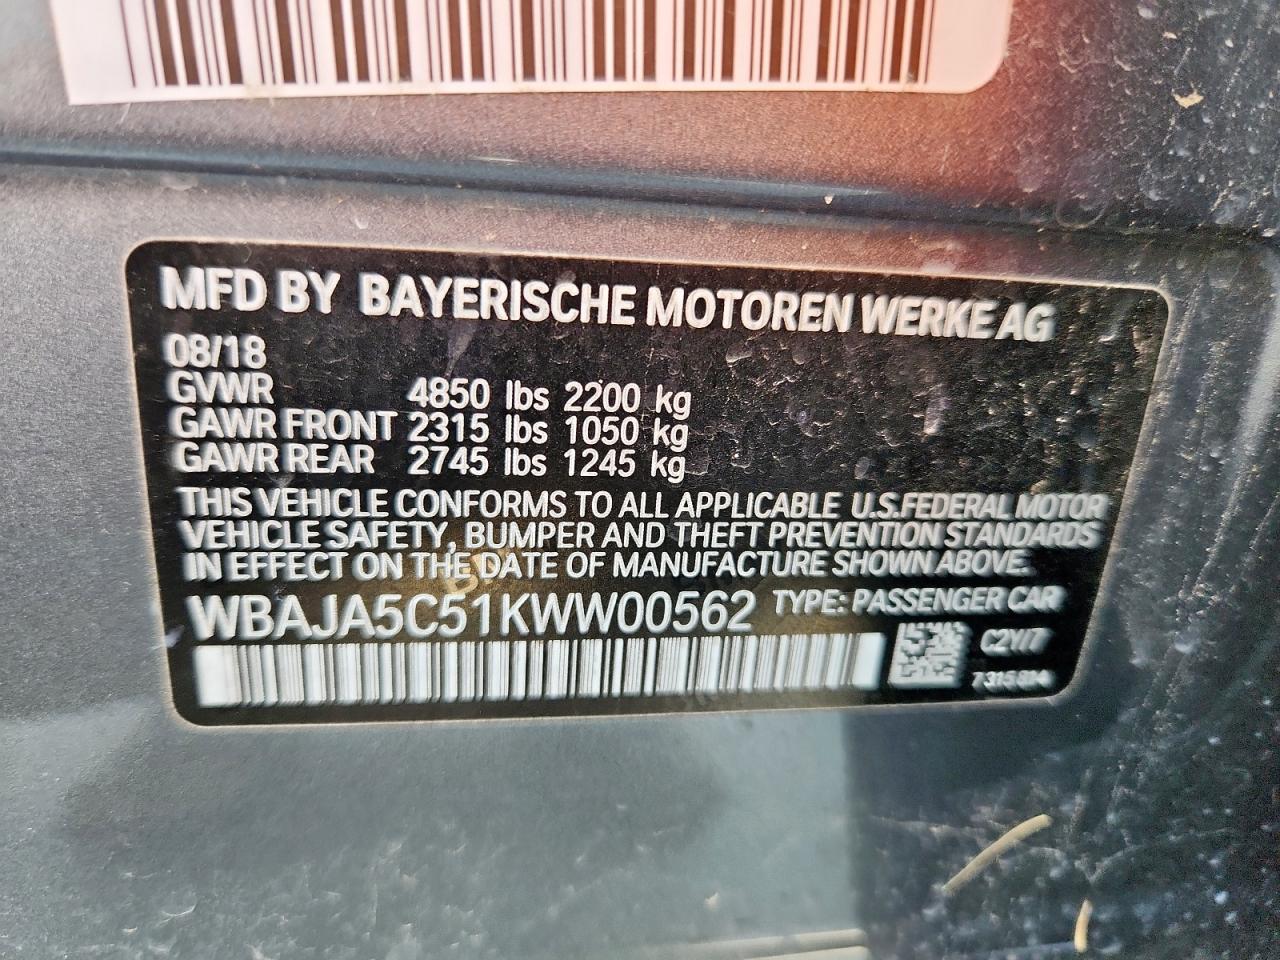 MFD BY BAYERISCHE MOTOREN WERKE AG
08/18
GVWR 4850 lbs 2200 kg
GAWR FRONT 2315 lbs 1050 kg
GAWR REAR 2745 lbs 1245 kg
THIS VEHICLE CONFORMS TO ALL APPLICABLE U.S.FEDERAL MOTOR
VEHICLE SAFETY, BUMPER AND THEFT PREVENTION STANDARDS
IN EFFECT ON THE DATE OF MANUFACTURE SHOWN ABOVE.
WBAJA5C51KWW00562 TYPE: PASSENGER CAR
C2Y/7
7315814